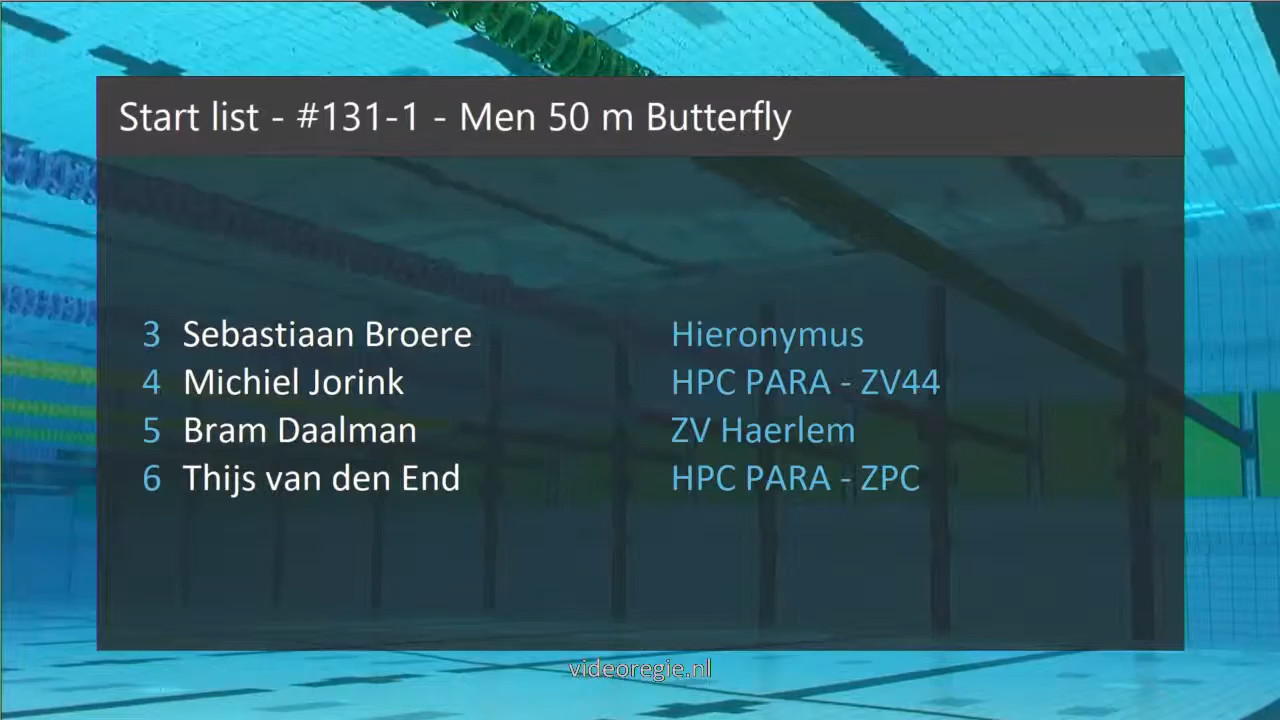 Start list - #131-1 - Men 50 m Butterfly
3 Sebastiaan Broere Hieronymus
4 Michiel Jorink HPC PARA - ZV44
5 Bram Daalman ZV Haerlem
6 Thijs van den End HPC PARA - ZPC
videoregie.nl